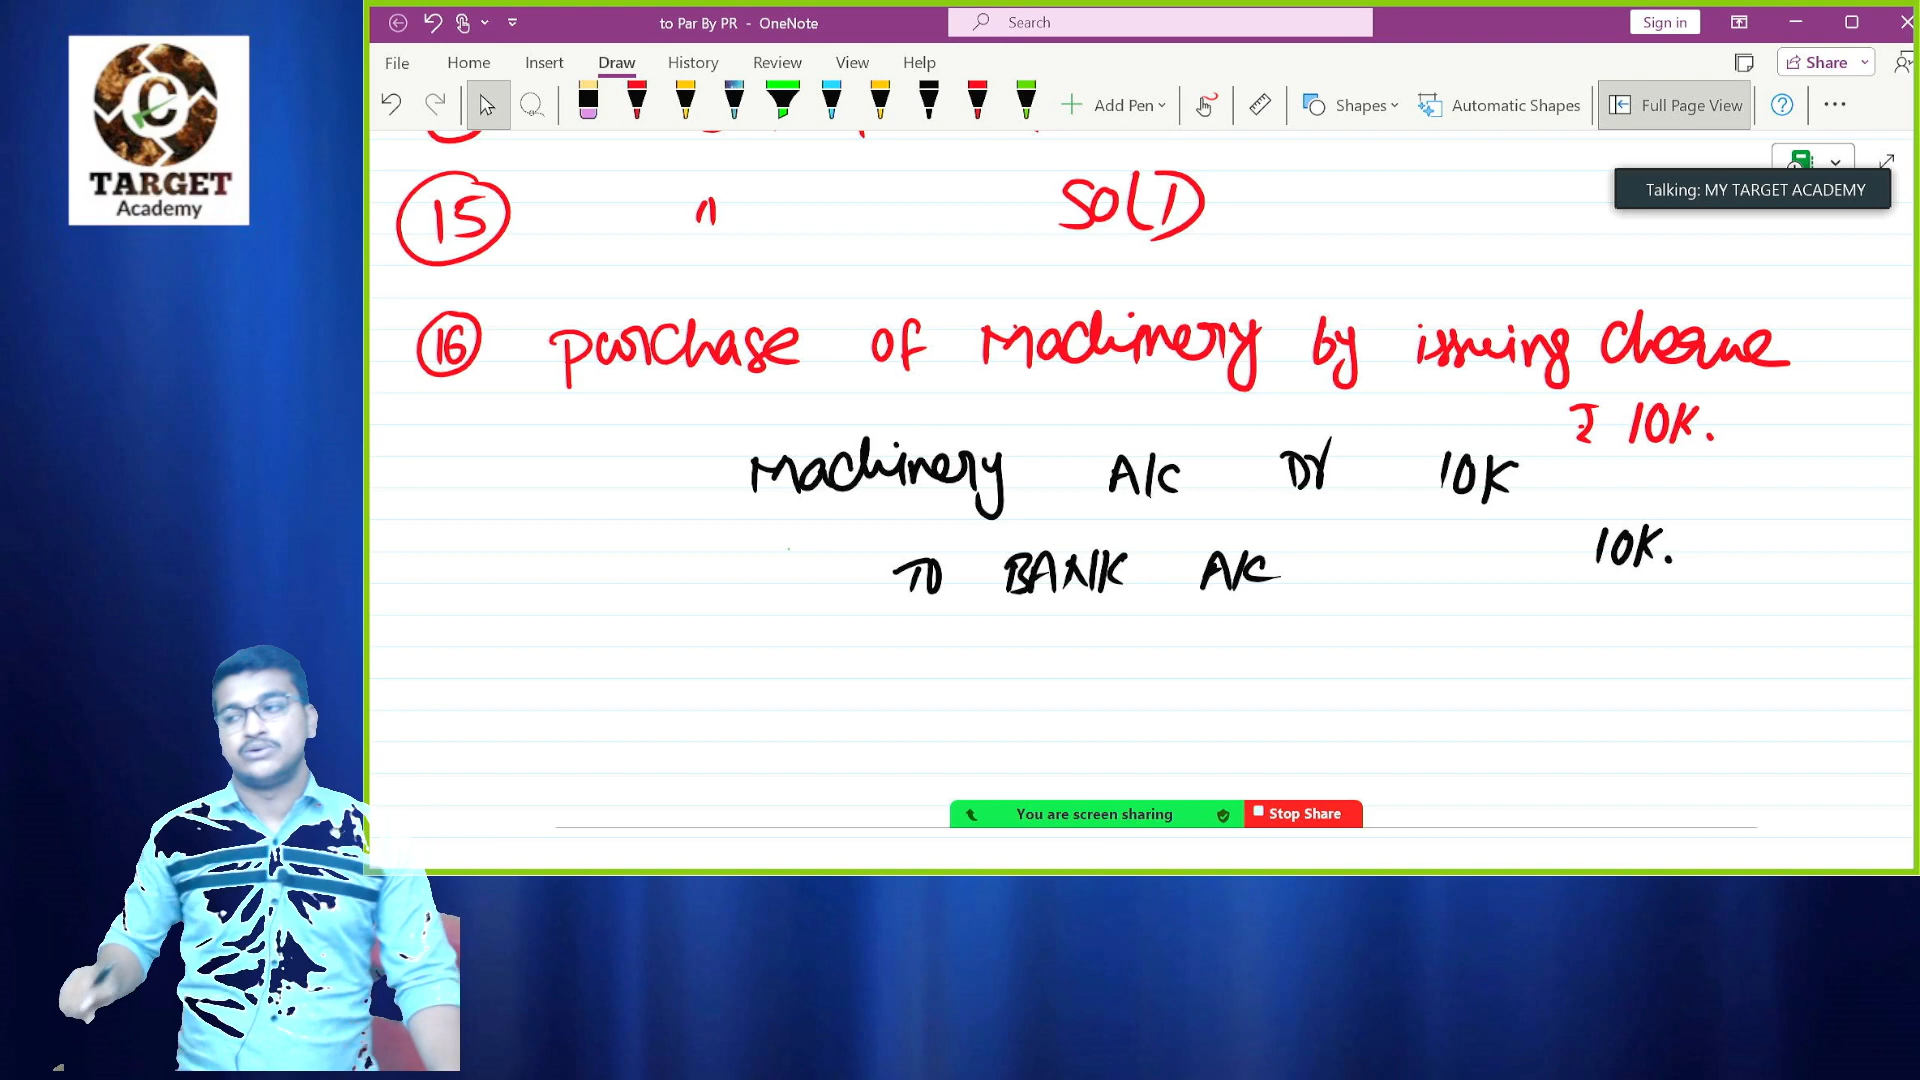 to Par By PR - OneNote
Search
Sign in
File Home Insert Draw History Review View Help
Share
Add Pen
Shapes
Automatic Shapes
Full Page View
Talking: MY TARGET ACADEMY
TARGET
Academy
15 " SOLD
16 purchase of Machinery by issuing cheque
₹ 10K.
Machinery A/C Dr 10K
TO BANK A/C 10K.
You are screen sharing
Stop Share